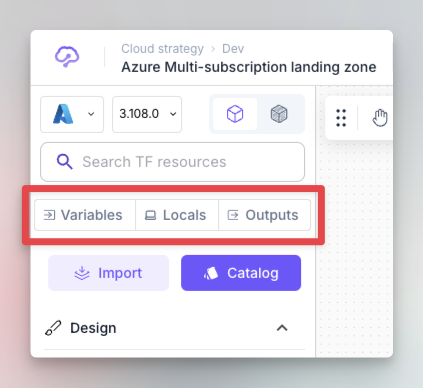 Cloud strategy › Dev
Azure Multi-subscription landing zone
3.108.0
Search TF resources
Variables Locals Outputs
Import Catalog
Design